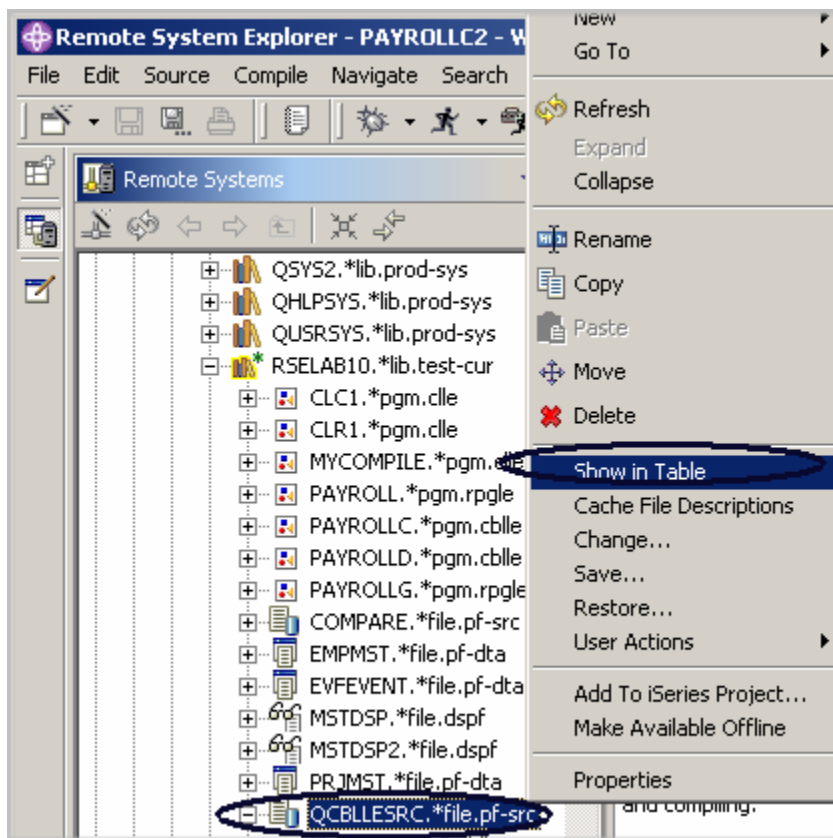 Remote System Explorer - PAYROLLC2 - W
File Edit Source Compile Navigate Search
Remote Systems
QSYS2.*lib.prod-sys
QHLPSYS.*lib.prod-sys
QUSRSYS.*lib.prod-sys
RSELAB10.*lib.test-cur
CLC1.*pgm.clle
CLR1.*pgm.clle
MYCOMPILE.*pgm.clle
PAYROLL.*pgm.rpgle
PAYROLLC.*pgm.cblle
PAYROLLD.*pgm.cblle
PAYROLLG.*pgm.rpgle
COMPARE.*file.pf-src
EMPMST.*file.pf-dta
EVFEVENT.*file.pf-dta
MSTDSP.*file.dspf
MSTDSP2.*file.dspf
PRJMST.*file.pf-dta
QCBLLESRC.*file.pf-src
New
Go To
Refresh
Expand
Collapse
Rename
Copy
Paste
Move
Delete
Show in Table
Cache File Descriptions
Change...
Save...
Restore...
User Actions
Add To iSeries Project...
Make Available Offline
Properties
and compiling.